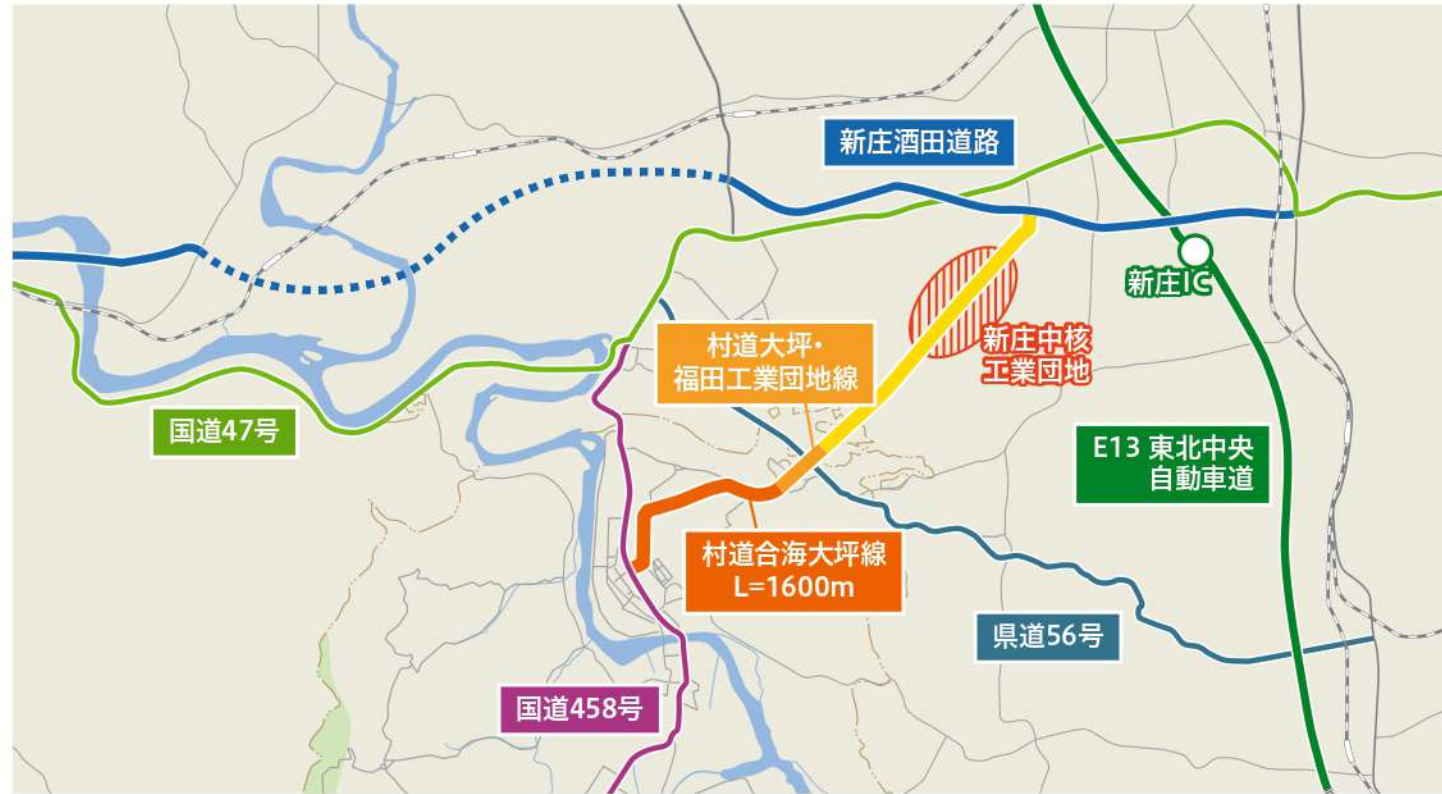 新庄酒田道路
新庄IC
村道大坪・
福田工業団地線
新庄中核
工業団地
国道47号
E13 東北中央
自動車道
村道合海大坪線
L=1600m
県道56号
国道458号